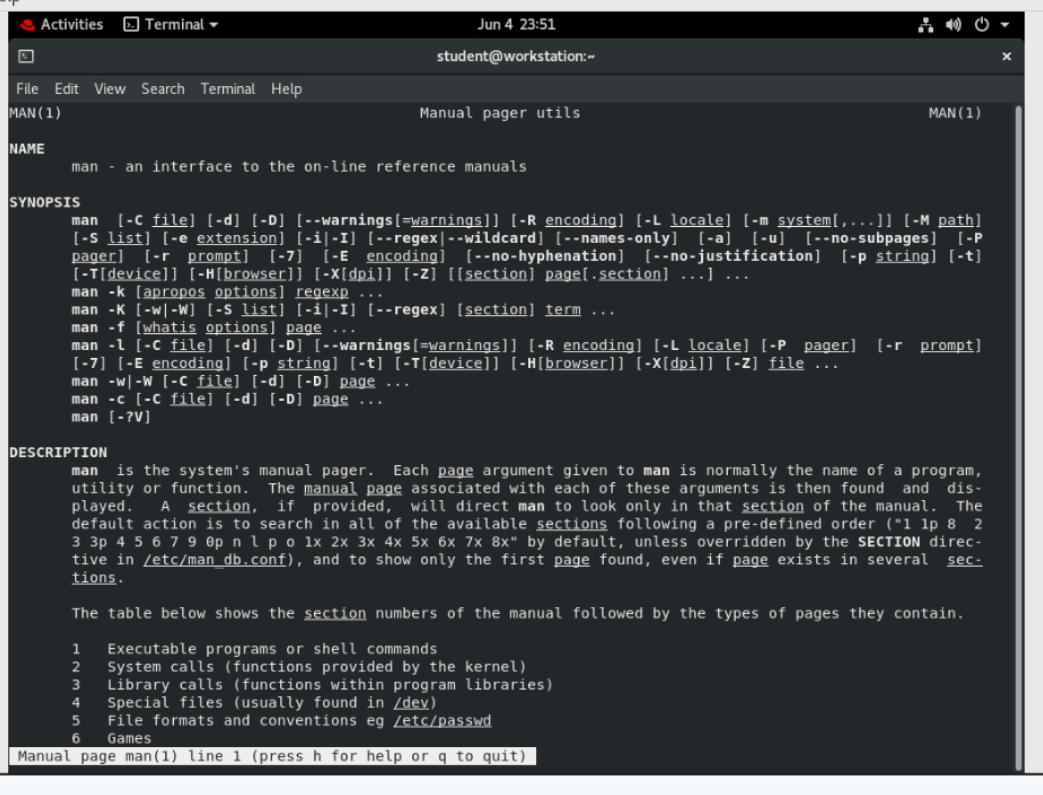 Activities Terminal Jun 4 23:51
student@workstation:~ ×
File Edit View Search Terminal Help
MAN(1) Manual pager utils MAN(1)
NAME
man - an interface to the on-line reference manuals
SYNOPSIS
man [-C file] [-d] [-D] [--warnings[=warnings]] [-R encoding] [-L locale] [-m system[,...]] [-M path]
[-S list] [-e extension] [-i|-I] [--regex|--wildcard] [--names-only] [-a] [-u] [--no-subpages] [-P
pager] [-r prompt] [-7] [-E encoding] [--no-hyphenation] [--no-justification] [-p string] [-t]
[-T[device]] [-H[browser]] [-X[dpi]] [-Z] [[section] page[.section] ...] ...
man -k [apropos options] regexp ...
man -K [-w|-W] [-S list] [-i|-I] [--regex] [section] term ...
man -f [whatis options] page ...
man -l [-C file] [-d] [-D] [--warnings[=warnings]] [-R encoding] [-L locale] [-P pager] [-r prompt]
[-7] [-E encoding] [-p string] [-t] [-T[device]] [-H[browser]] [-X[dpi]] [-Z] file ...
man -w|-W [-C file] [-d] [-D] page ...
man -c [-C file] [-d] [-D] page ...
man [-?V]
DESCRIPTION
man is the system's manual pager. Each page argument given to man is normally the name of a program,
utility or function. The manual page associated with each of these arguments is then found and dis-
played. A section, if provided, will direct man to look only in that section of the manual. The
default action is to search in all of the available sections following a pre-defined order ("1 1p 8 2
3 3p 4 5 6 7 9 0p n l p o 1x 2x 3x 4x 5x 6x 7x 8x" by default, unless overridden by the SECTION direc-
tive in /etc/man_db.conf), and to show only the first page found, even if page exists in several sec-
tions.
The table below shows the section numbers of the manual followed by the types of pages they contain.
1 Executable programs or shell commands
2 System calls (functions provided by the kernel)
3 Library calls (functions within program libraries)
4 Special files (usually found in /dev)
5 File formats and conventions eg /etc/passwd
6 Games
Manual page man(1) line 1 (press h for help or q to quit)